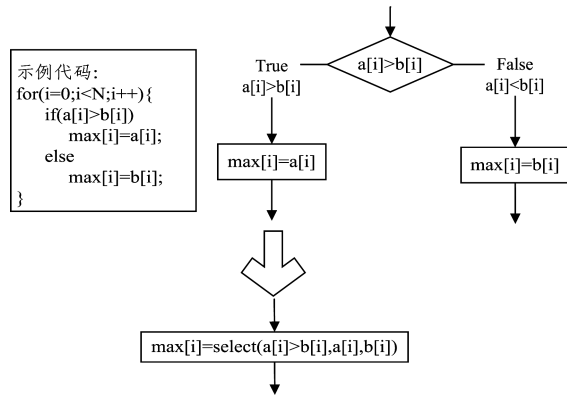 示例代码:
for(i=0;i<N;i++){
if(a[i]>b[i])
max[i]=a[i];
else
max[i]=b[i];
}
a[i]>b[i]
True
a[i]>b[i]
False
a[i]<b[i]
max[i]=a[i]
max[i]=b[i]
max[i]=select(a[i]>b[i],a[i],b[i])